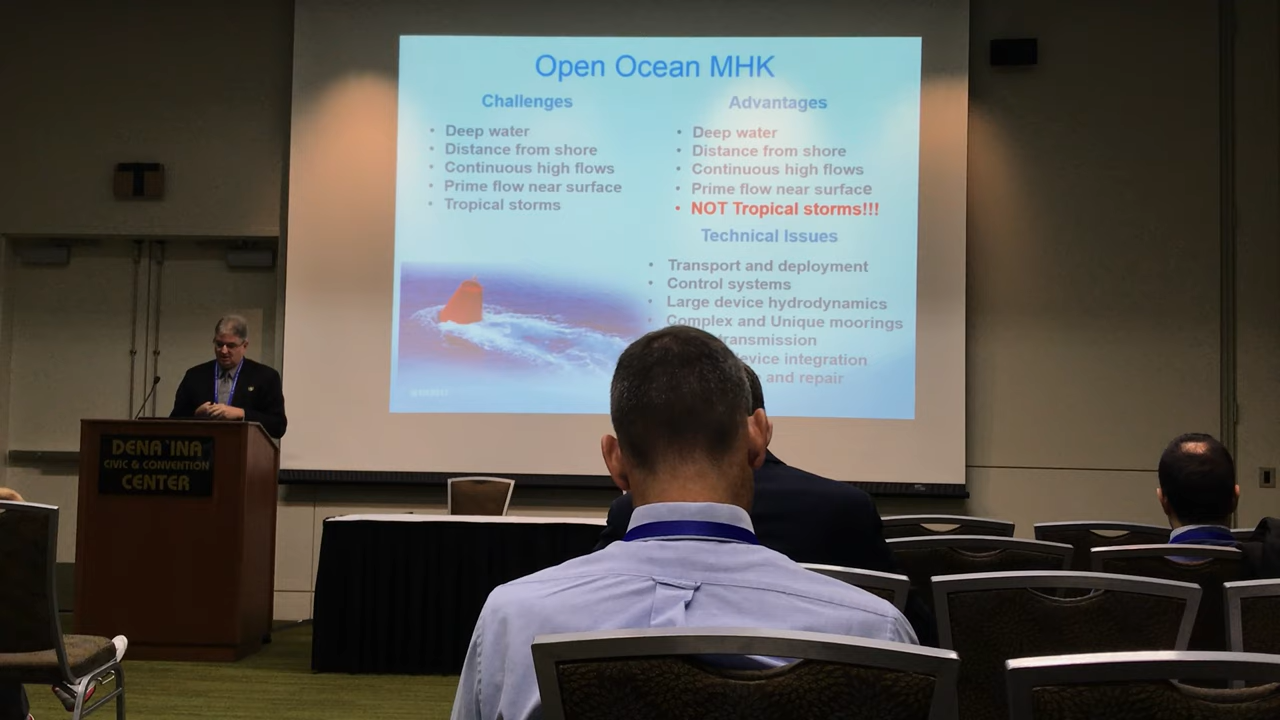 Open Ocean MHK
Challenges
• Deep water
• Distance from shore
• Continuous high flows
• Prime flow near surface
• Tropical storms
Advantages
• Deep water
• Distance from shore
• Continuous high flows
• Prime flow near surface
• NOT Tropical storms!!!
Technical Issues
• Transport and deployment
• Control systems
• Large device hydrodynamics
• Complex and Unique moorings
transmission
device integration
and repair
DENA'INA
CIVIC & CONVENTION
CENTER